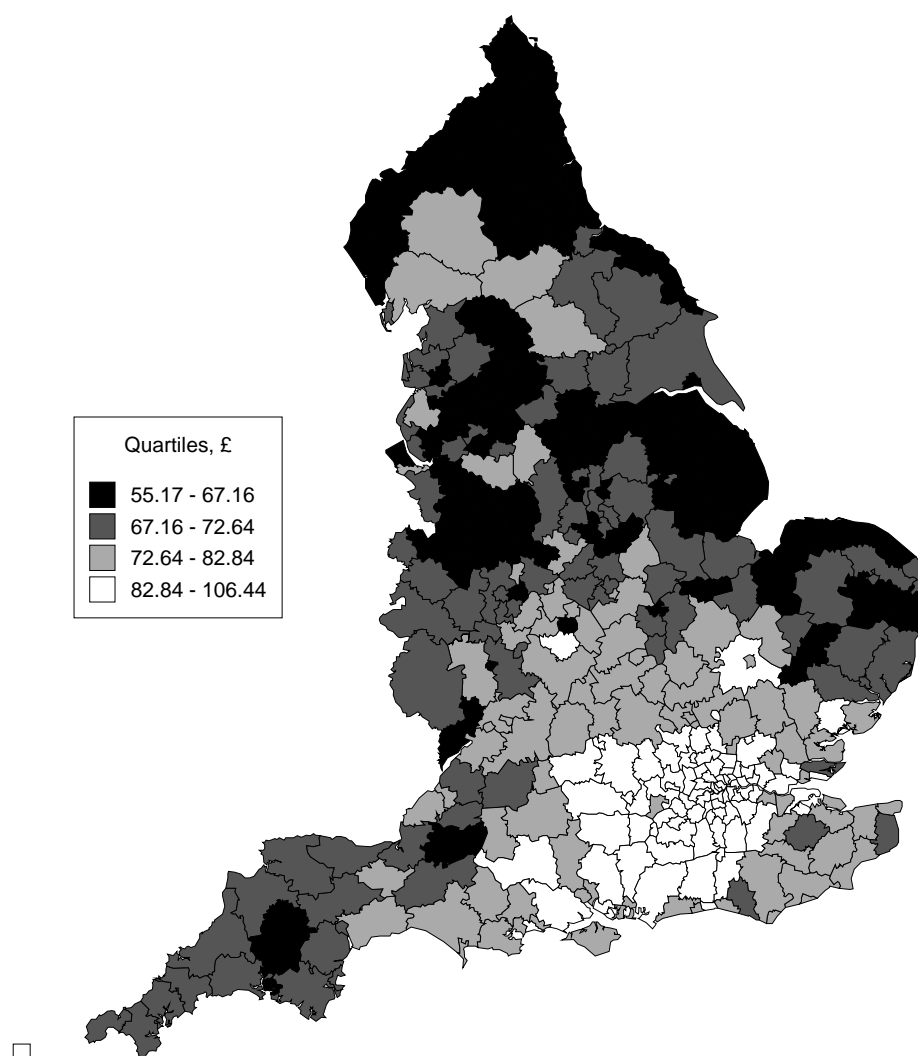 Quartiles, £
55.17 - 67.16
67.16 - 72.64
72.64 - 82.84
82.84 - 106.44